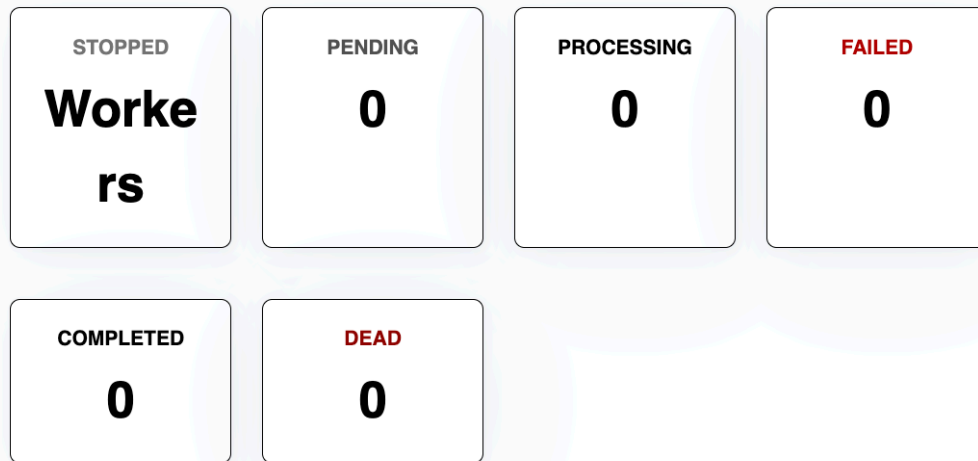 STOPPED
Worke
rs
PENDING
0
PROCESSING
0
FAILED
0
COMPLETED
0
DEAD
0